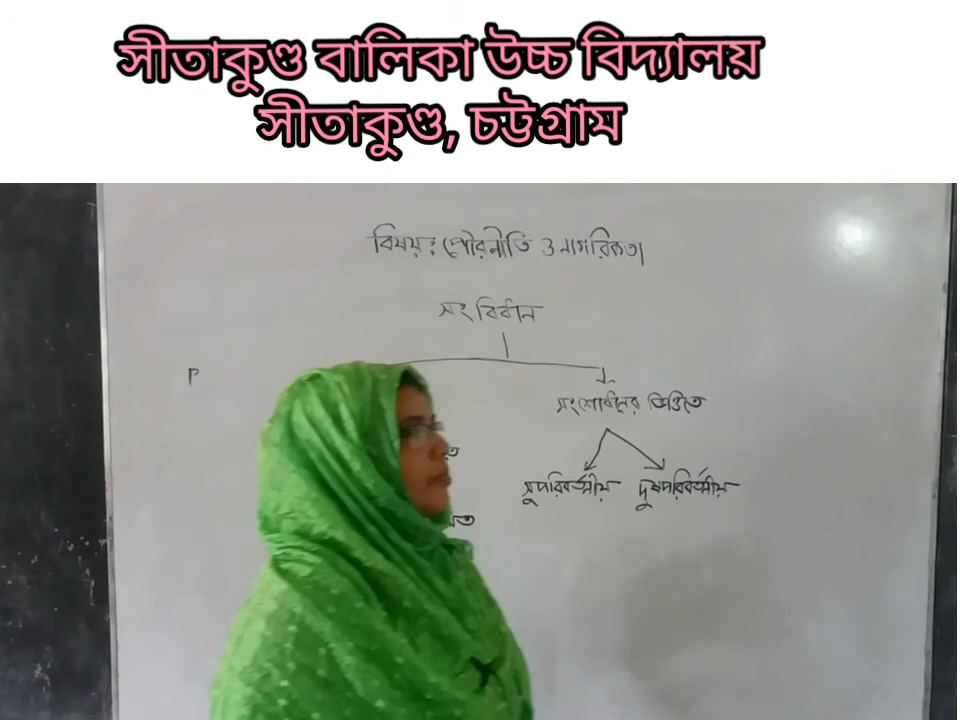 সীতাকুণ্ড বালিকা উচ্চ বিদ্যালয়
সীতাকুণ্ড, চট্টগ্রাম
বিষয়: পৌরনীতি ও নাগরিকতা
সংবিধান
সংশোধনের ভিত্তিতে
সুপরিবর্তনীয় দুষ্পরিবর্তনীয়